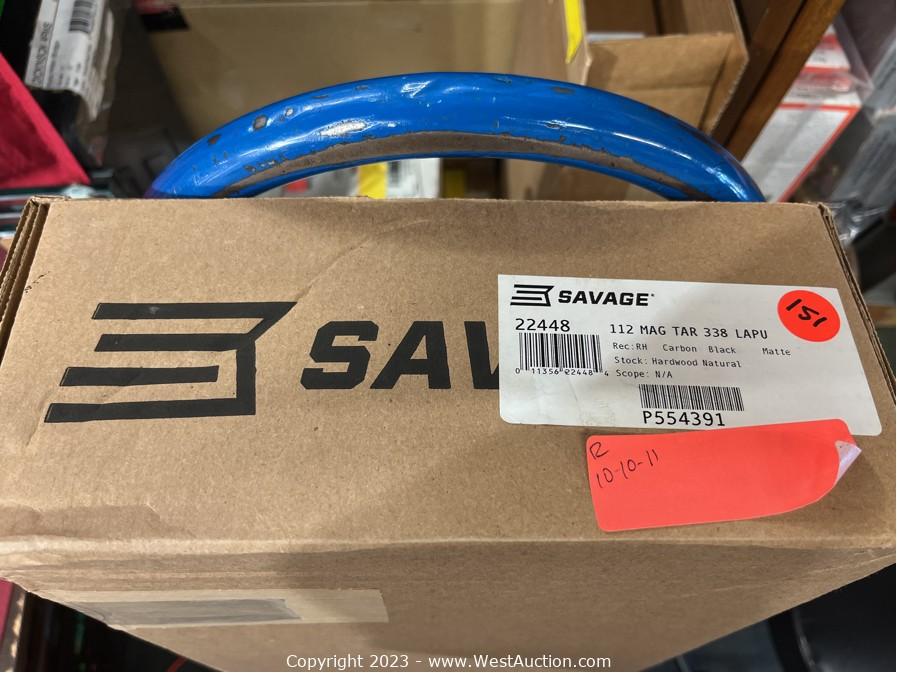 SAV
SAVAGE
22448
112 MAG TAR 338 LAPU
Rec:RH Carbon Black Matte
Stock: Hardwood Natural
Scope: N/A
0 11356 22448 4
P554391
151
R
10-10-11
Copyright 2023 - www.WestAuction.com